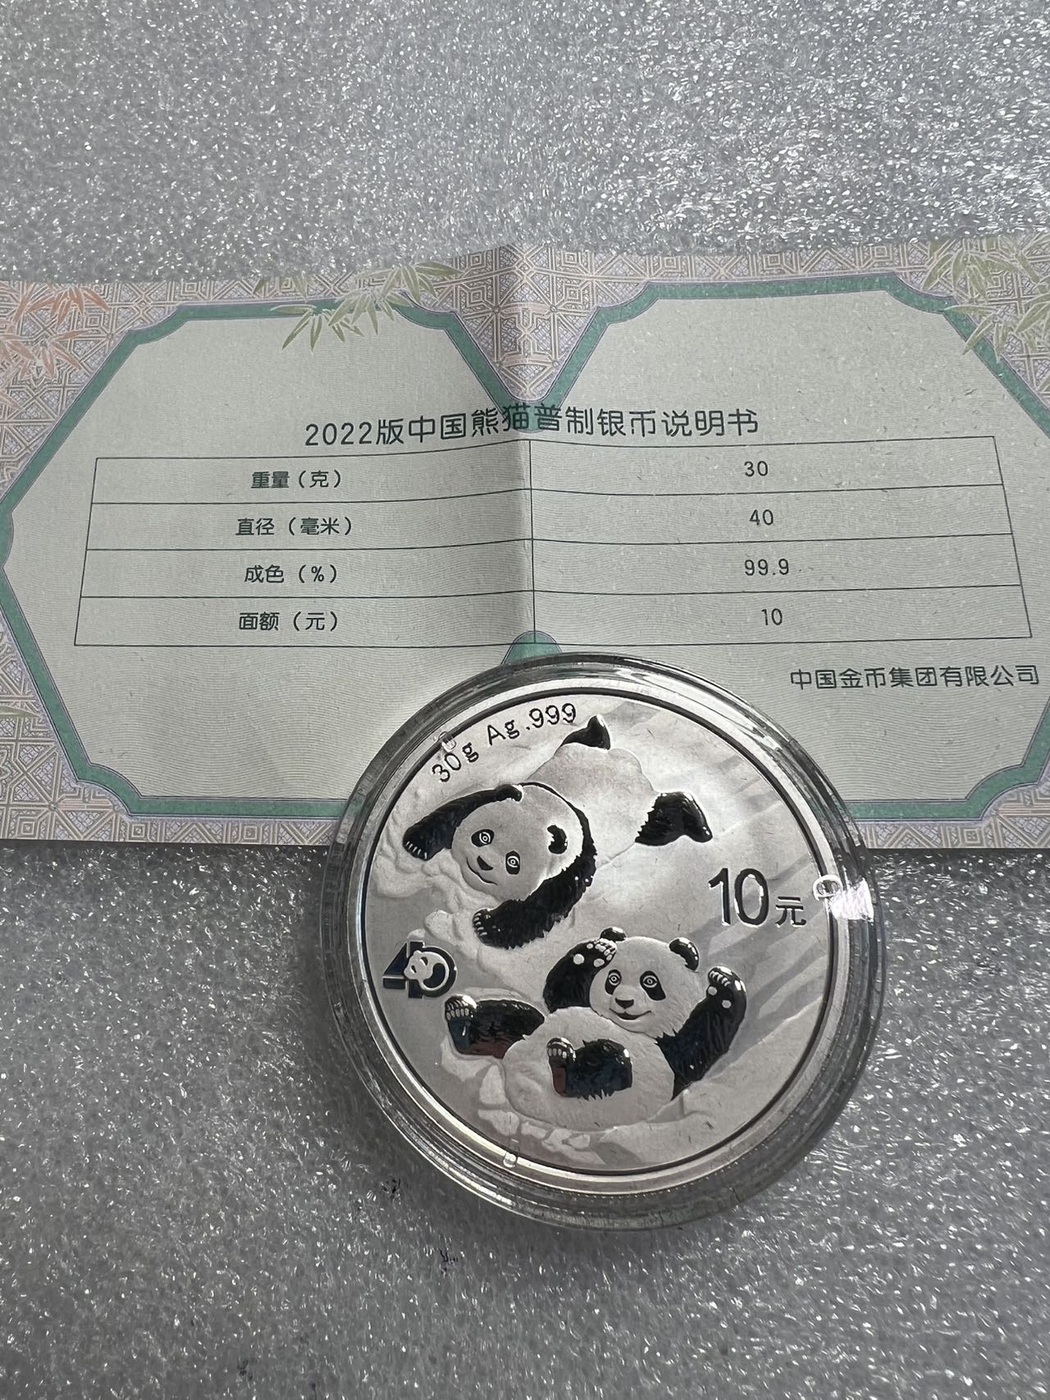 2022版中国熊猫普制银币说明书
重量（克） 30
直径（毫米） 40
成色（%） 99.9
面额（元） 10
中国金币集团有限公司
30g Ag.999
10元
40